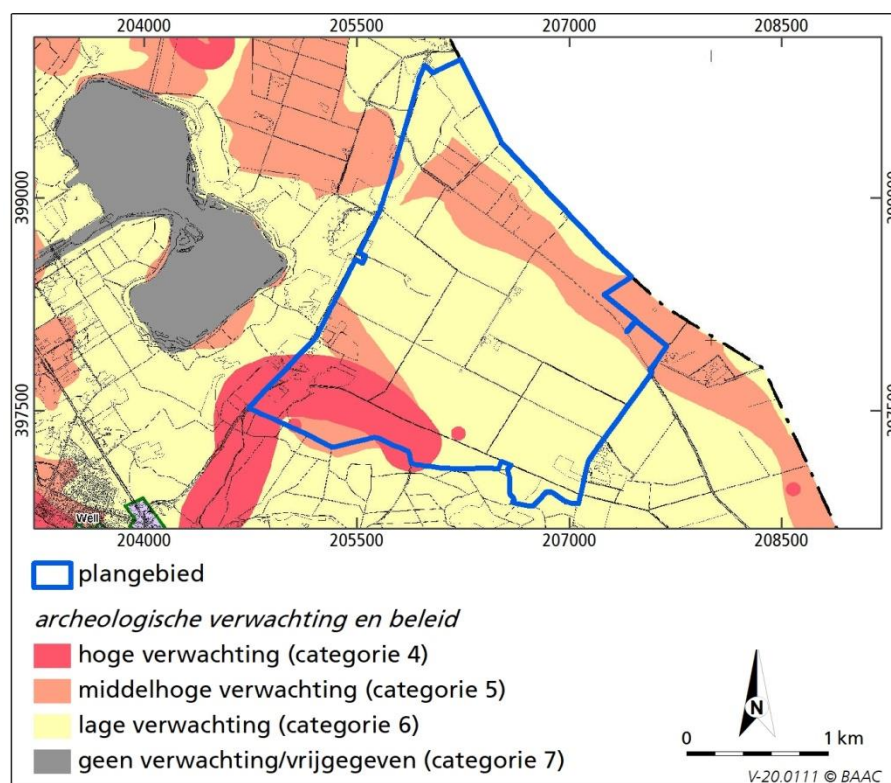 204000 205500 207000 208500
399000 399000
397500 397500
Well
204000 205500 207000 208500
plangebied
archeologische verwachting en beleid
hoge verwachting (categorie 4)
middelhoge verwachting (categorie 5)
lage verwachting (categorie 6)
geen verwachting/vrijgegeven (categorie 7)
N
0 1 km
V-20.0111 © BAAC